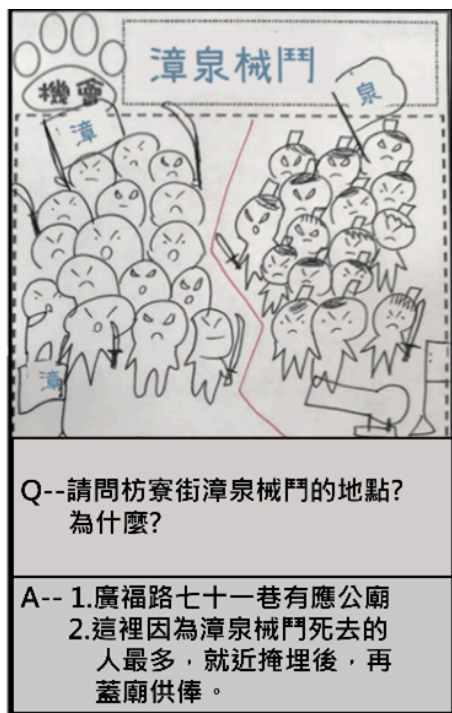 漳泉械鬥
機會
漳
泉
漳
Q--請問枋寮街漳泉械鬥的地點?
為什麼?
A-- 1.廣福路七十一巷有應公廟
2.這裡因為漳泉械鬥死去的
人最多，就近掩埋後，再
蓋廟供俸。